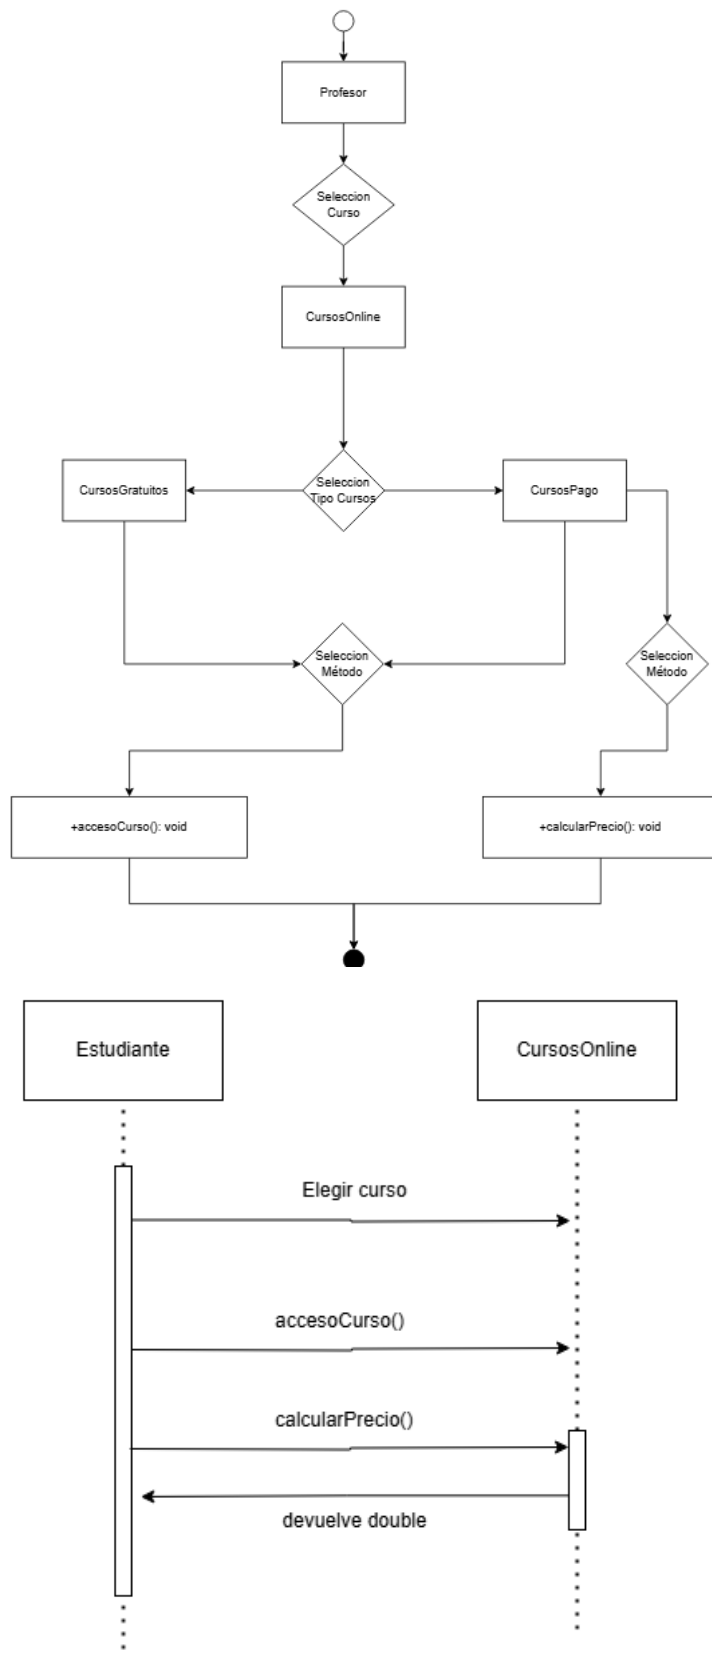 Profesor
Seleccion
Curso
CursosOnline
CursosGratuitos
Seleccion
Tipo Cursos
CursosPago
Seleccion
Método
Seleccion
Método
+accesoCurso(): void
+calcularPrecio(): void
Estudiante
CursosOnline
Elegir curso
accesoCurso()
calcularPrecio()
devuelve double